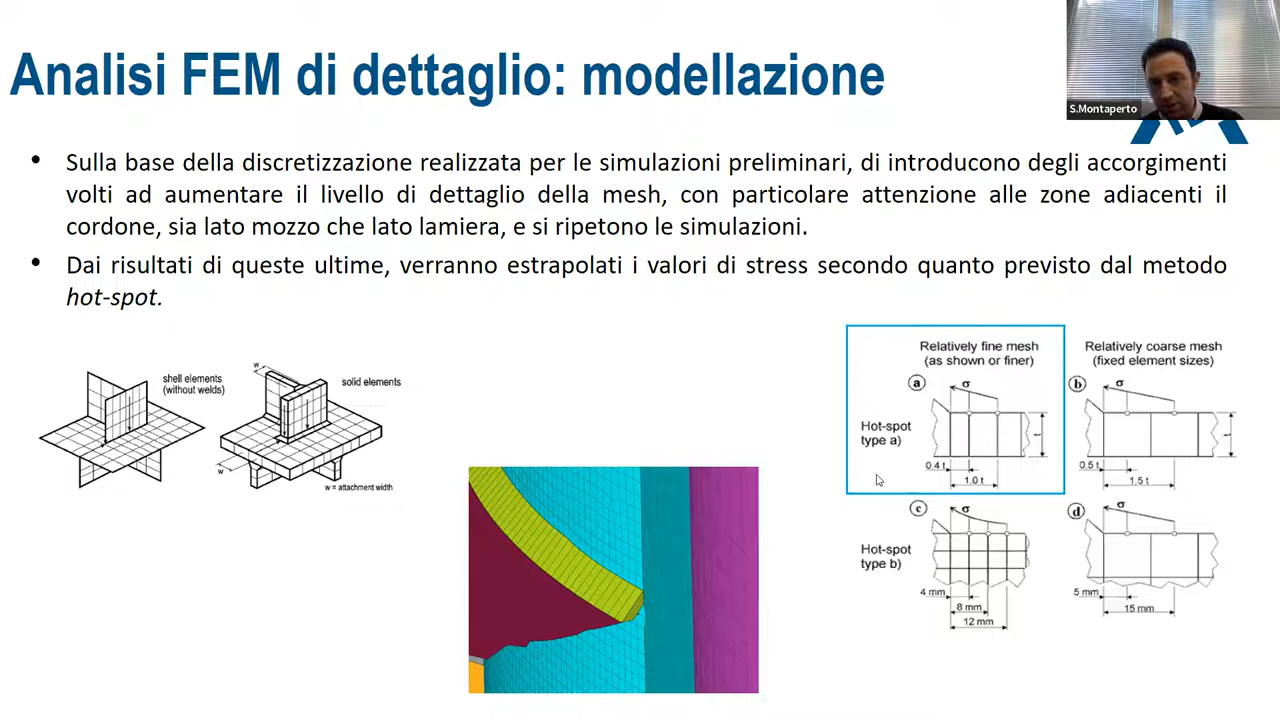 Analisi FEM di dettaglio: modellazione
S.Montaperto
Sulla base della discretizzazione realizzata per le simulazioni preliminari, di introducono degli accorgimenti
volti ad aumentare il livello di dettaglio della mesh, con particolare attenzione alle zone adiacenti il
cordone, sia lato mozzo che lato lamiera, e si ripetono le simulazioni.
Dai risultati di queste ultime, verranno estrapolati i valori di stress secondo quanto previsto dal metodo
hot-spot.
shell elements
(without welds)
w
solid elements
w
w = attachment width
Relatively fine mesh
(as shown or finer)
Relatively coarse mesh
(fixed element sizes)
a
σ
b
σ
Hot-spot
type a)
t
t
0.4 t
1.0 t
0.5 t
1.5 t
c
σ
d
σ
Hot-spot
type b)
4 mm
8 mm
12 mm
5 mm
15 mm